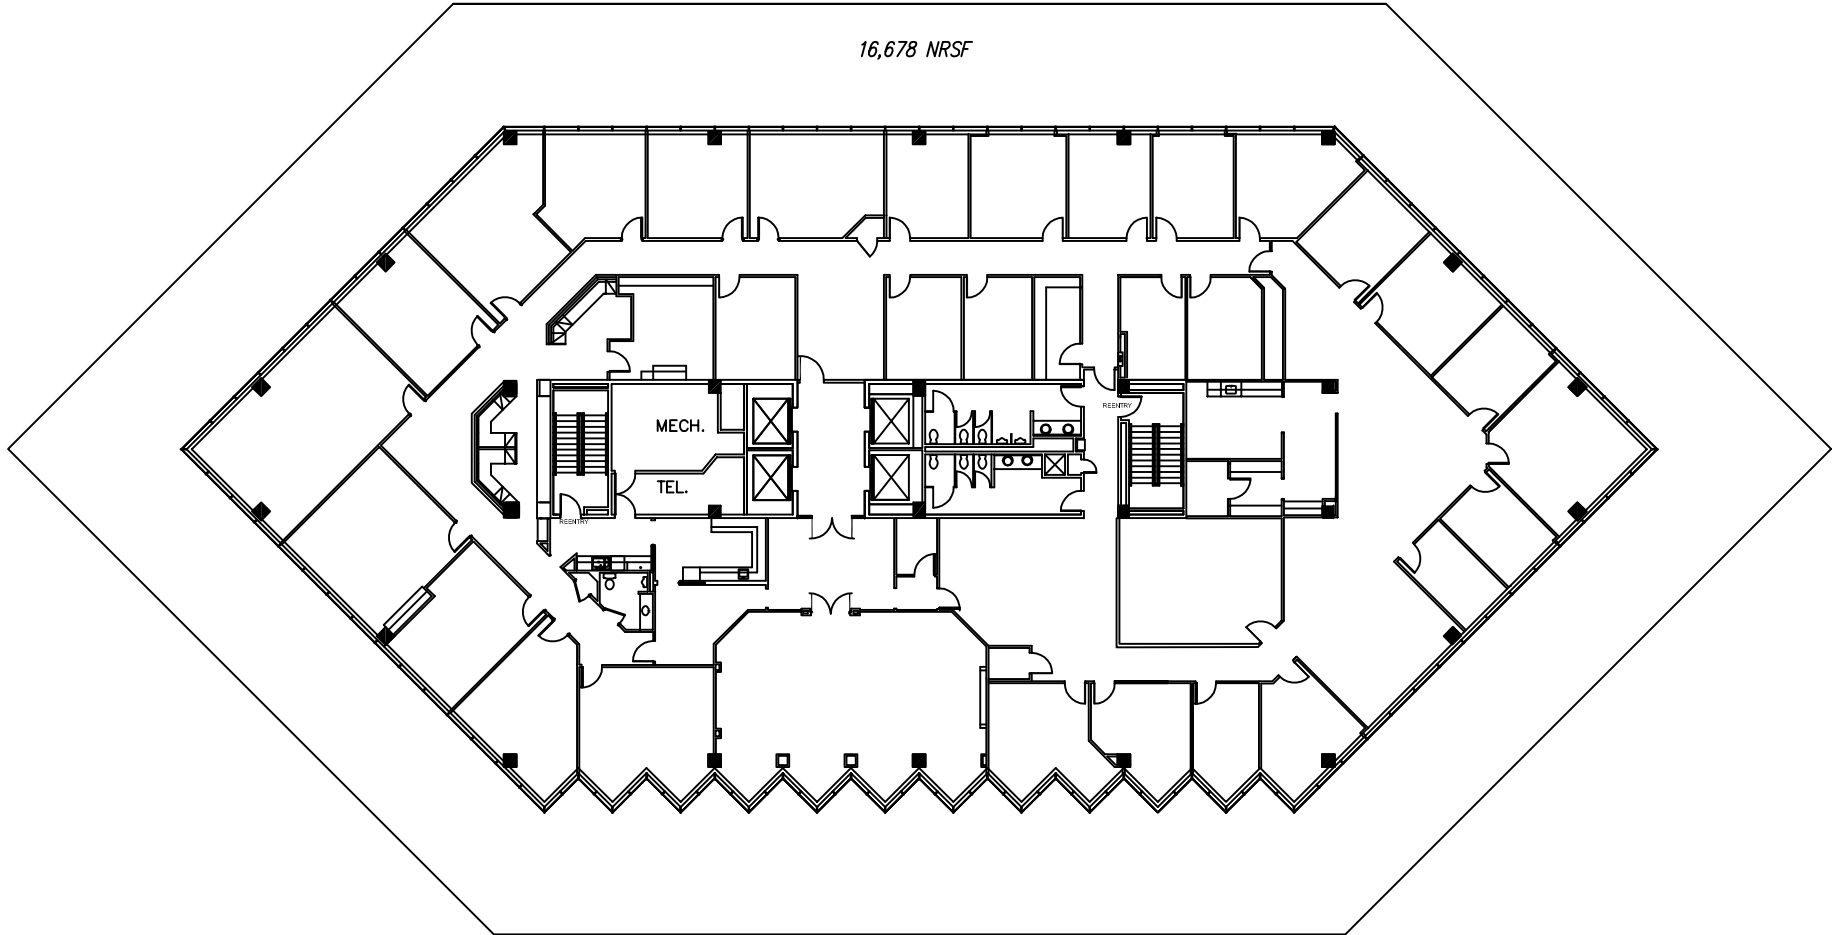 16,678 NRSF
REENTRY
MECH.
TEL.
REENTRY